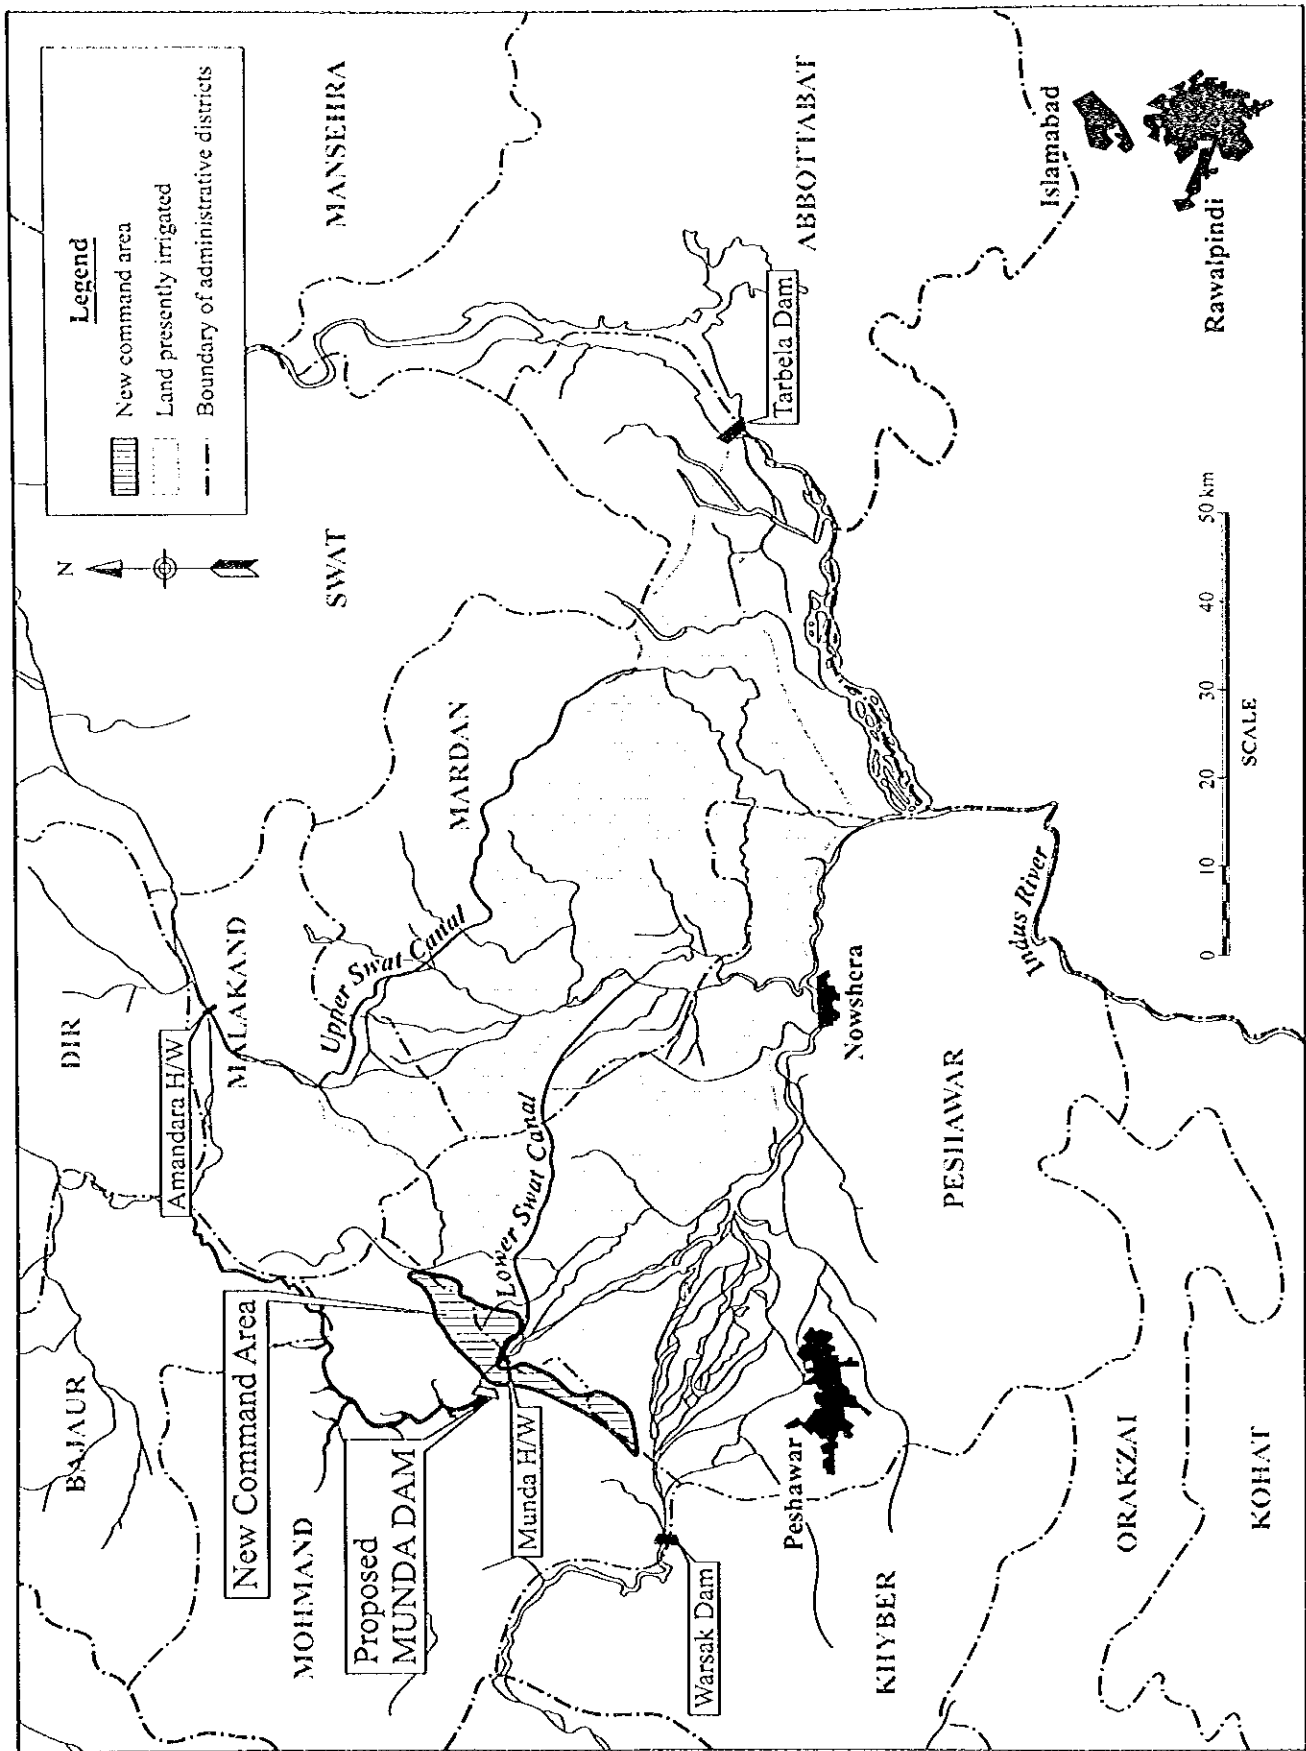 Legend
New command area
Land presently irrigated
Boundary of administrative districts
N
DIR
BAJAUR
SWAT
MANSEHRA
Amandara H/W
MALAKAND
New Command Area
Upper Swat Canal
MOHMAND
Proposed
MUNDA DAM
MARDAN
Lower Swat Canal
Munda H/W
Warsak Dam
Tarbela Dam
ABBOTTABAT
Peshawar
Nowshera
KHYBER
PESHAWAR
Islamabad
Rawalpindi
Indus River
ORAKZAI
KOHAT
0 10 20 30 40 50 km
SCALE